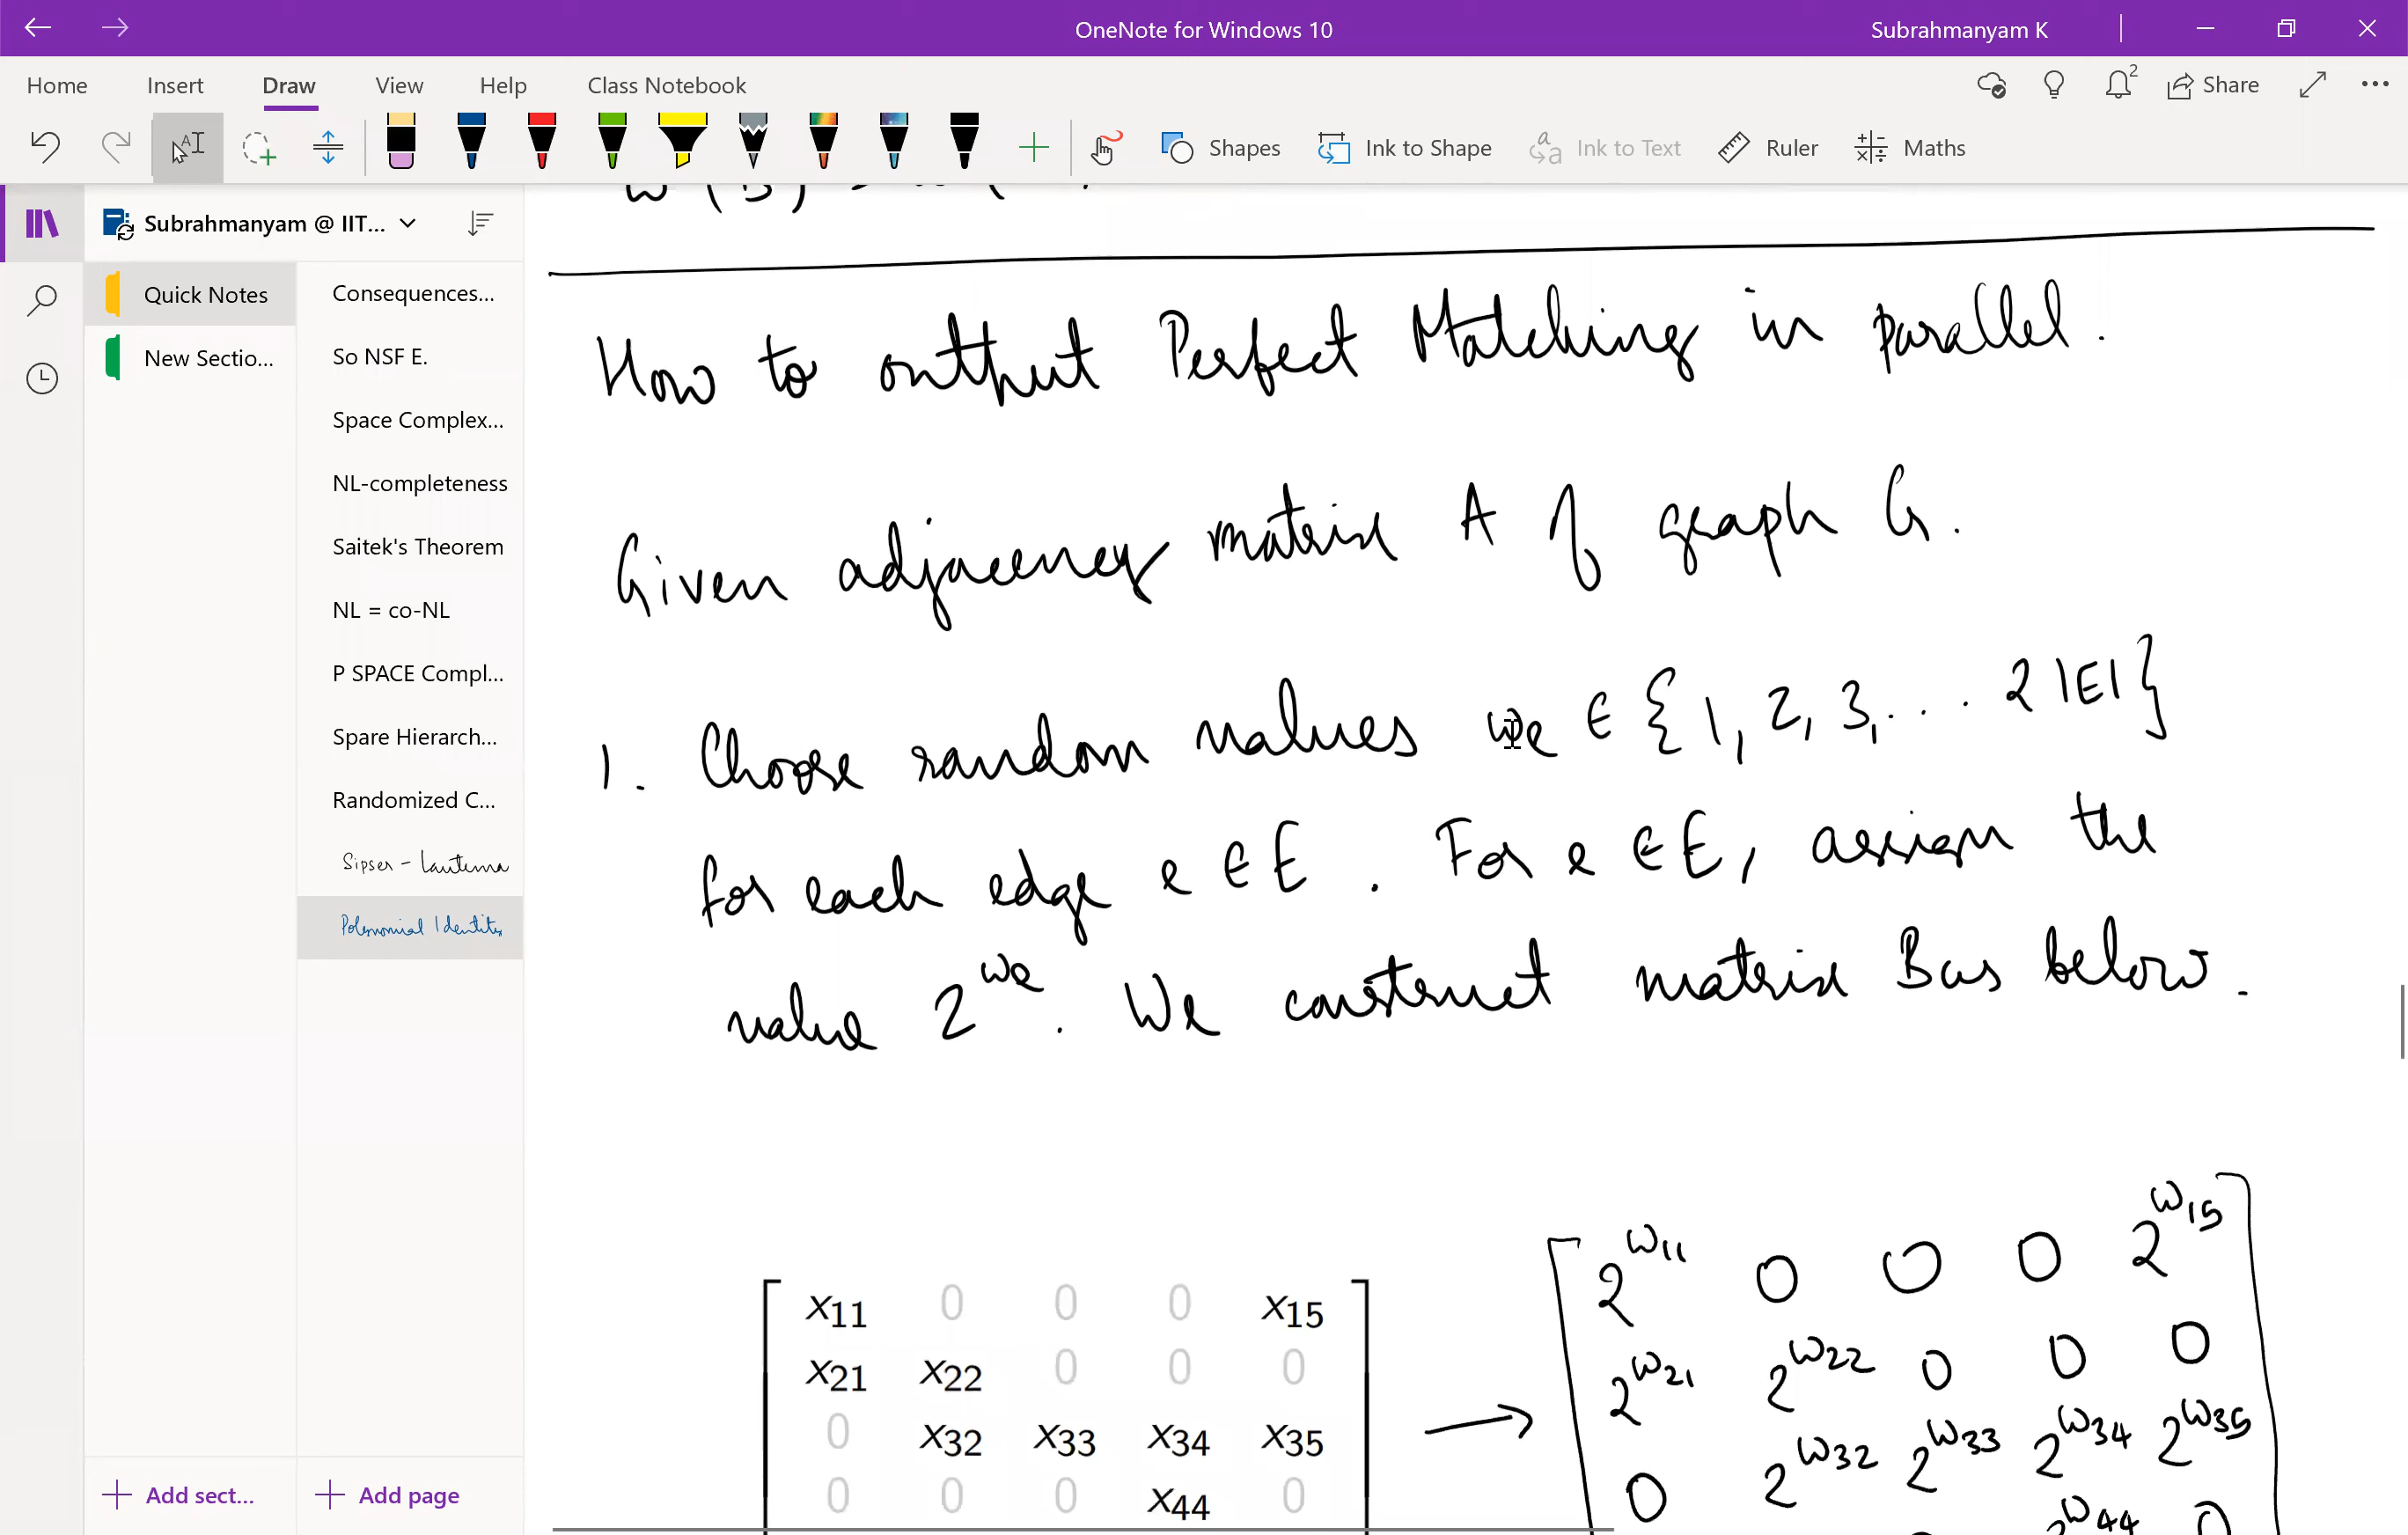 OneNote for Windows 10
Subrahmanyam K
Home Insert Draw View Help Class Notebook
2 Share
Shapes Ink to Shape Ink to Text Ruler Maths
Subrahmanyam @ IIT...
Quick Notes
New Sectio...
Consequences...
So NSF E.
Space Complex...
NL-completeness
Saitek's Theorem
NL = co-NL
P SPACE Compl...
Spare Hierarch...
Randomized C...
Sipser - Lautema
Polynomial Identity
Add sect...
Add page
How to output Perfect Matching in parallel.
Given adjacency matrix A of graph G.
1. Choose random values we ∈ {1, 2, 3, ... 2|E|}
for each edge e ∈ E. For e ∈ E, assign the
value 2^we. We construct matrix B as below.
x11 0 0 0 x15
x21 x22 0 0 0
0 x32 x33 x34 x35
0 0 0 x44 0
→
2^w11 0 0 0 2^w15
2^w21 2^w22 0 0 0
0 2^w32 2^w33 2^w34 2^w35
2^w44 0